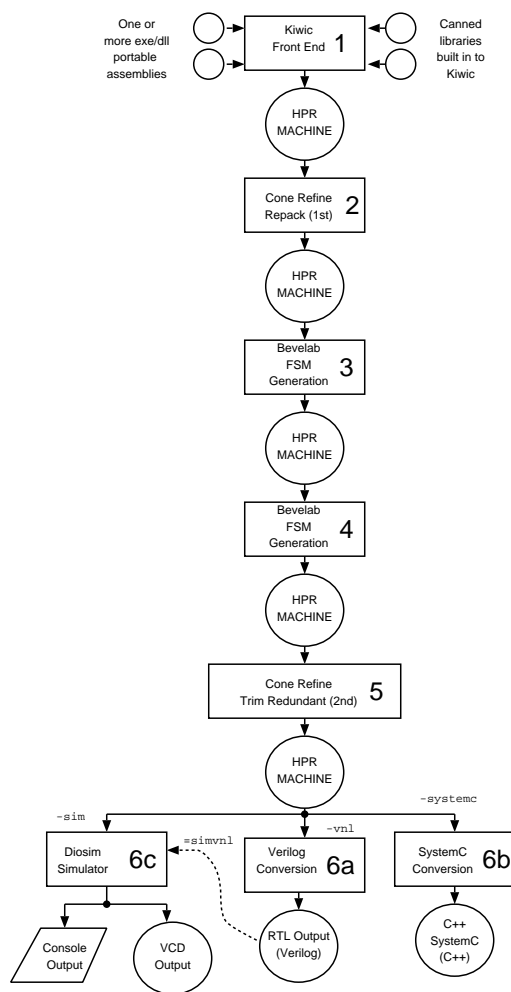 One or
more exe/dll
portable
assemblies
Kiwic
Front End
1
Canned
libraries
built in to
Kiwic
HPR
MACHINE
Cone Refine
Repack (1st)
2
HPR
MACHINE
Bevelab
FSM
Generation
3
HPR
MACHINE
Bevelab
FSM
Generation
4
HPR
MACHINE
Cone Refine
Trim Redundant (2nd)
5
HPR
MACHINE
-sim
=simvnl
-vnl
-systemc
Diosim
Simulator
6c
Verilog
Conversion
6a
SystemC
Conversion
6b
Console
Output
VCD
Output
RTL Output
(Verilog)
C++
SystemC
(C++)